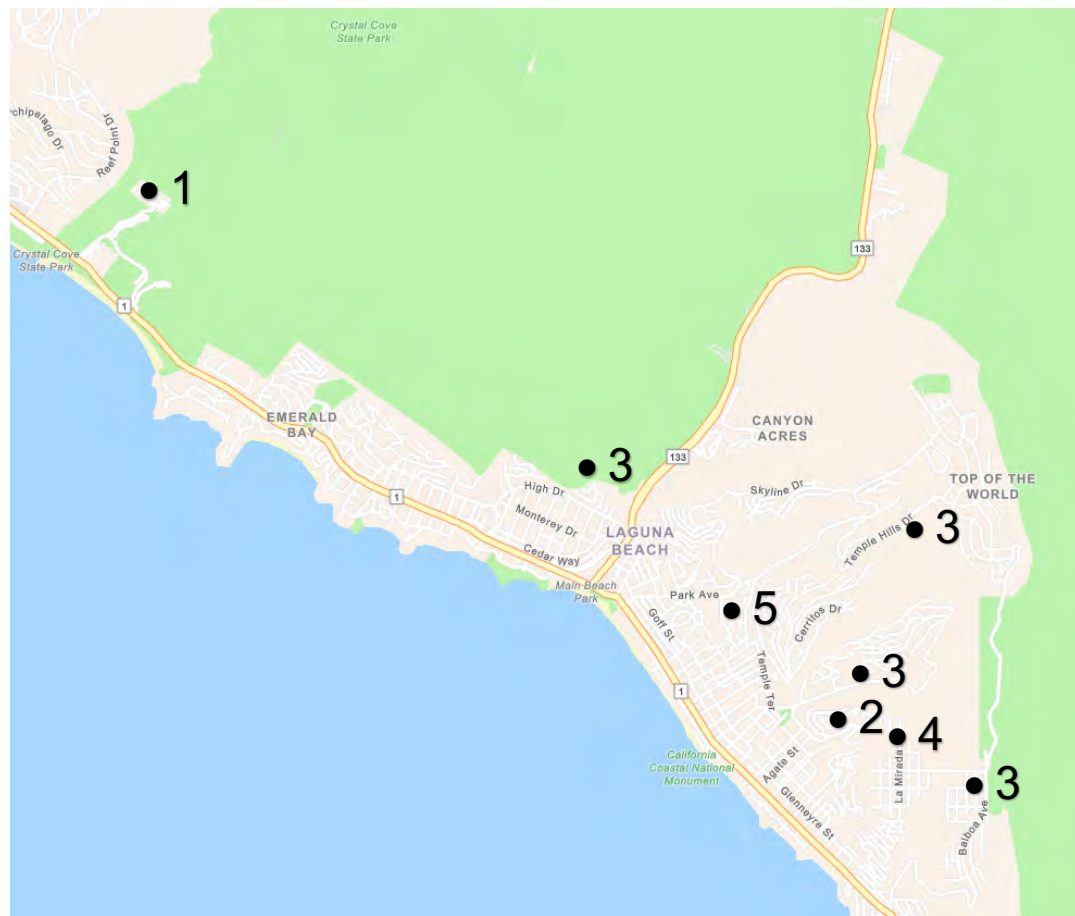 Crystal Cove
State Park
Reef Point Dr
1
Crystal Cove
State Park
133
1
EMERALD
BAY
CANYON
ACRES
3
133
High Dr
Skyline Dr
TOP OF THE
WORLD
1
Monterey Dr
LAGUNA
BEACH
Temple Hills Dr
3
Cedar Way
Main Beach
Park
Park Ave
5
Goff St
Cerritos Dr
Temple Ter
3
1
2
4
California
Coastal National
Monument
Agate St
La Mirada
3
Glenneyre St
Balboa Ave